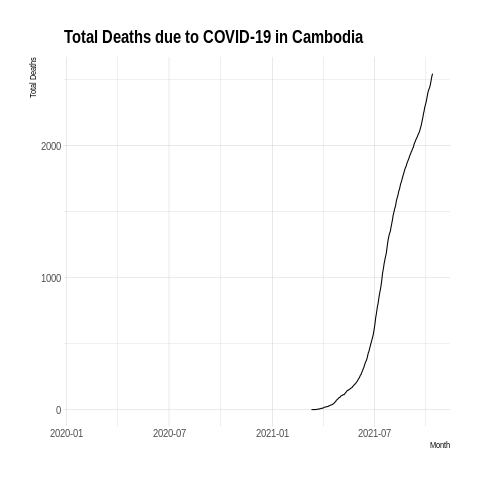 Total Deaths due to COVID-19 in Cambodia
Total Deaths
2000
1000
0
2020-01 2020-07 2021-01 2021-07
Month